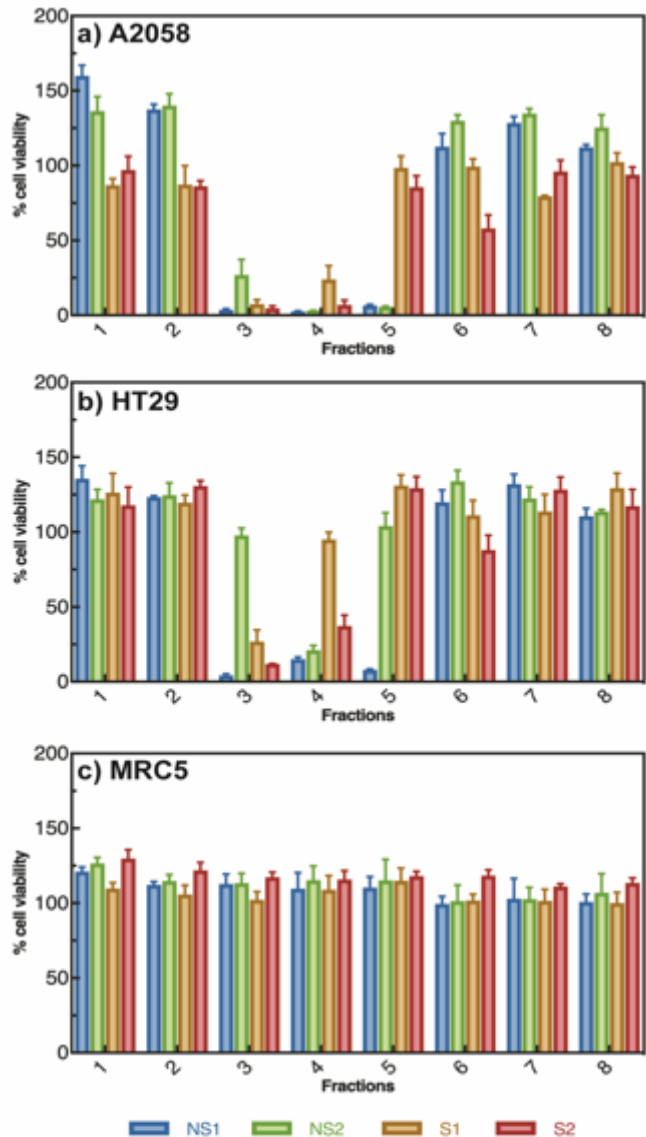 200
a) A2058
150
100
50
0
% cell viability
1 2 3 4 5 6 7 8
Fractions
200
b) HT29
150
100
50
0
% cell viability
1 2 3 4 5 6 7 8
Fractions
200
c) MRC5
150
100
50
0
% cell viability
1 2 3 4 5 6 7 8
Fractions
NS1 NS2 S1 S2